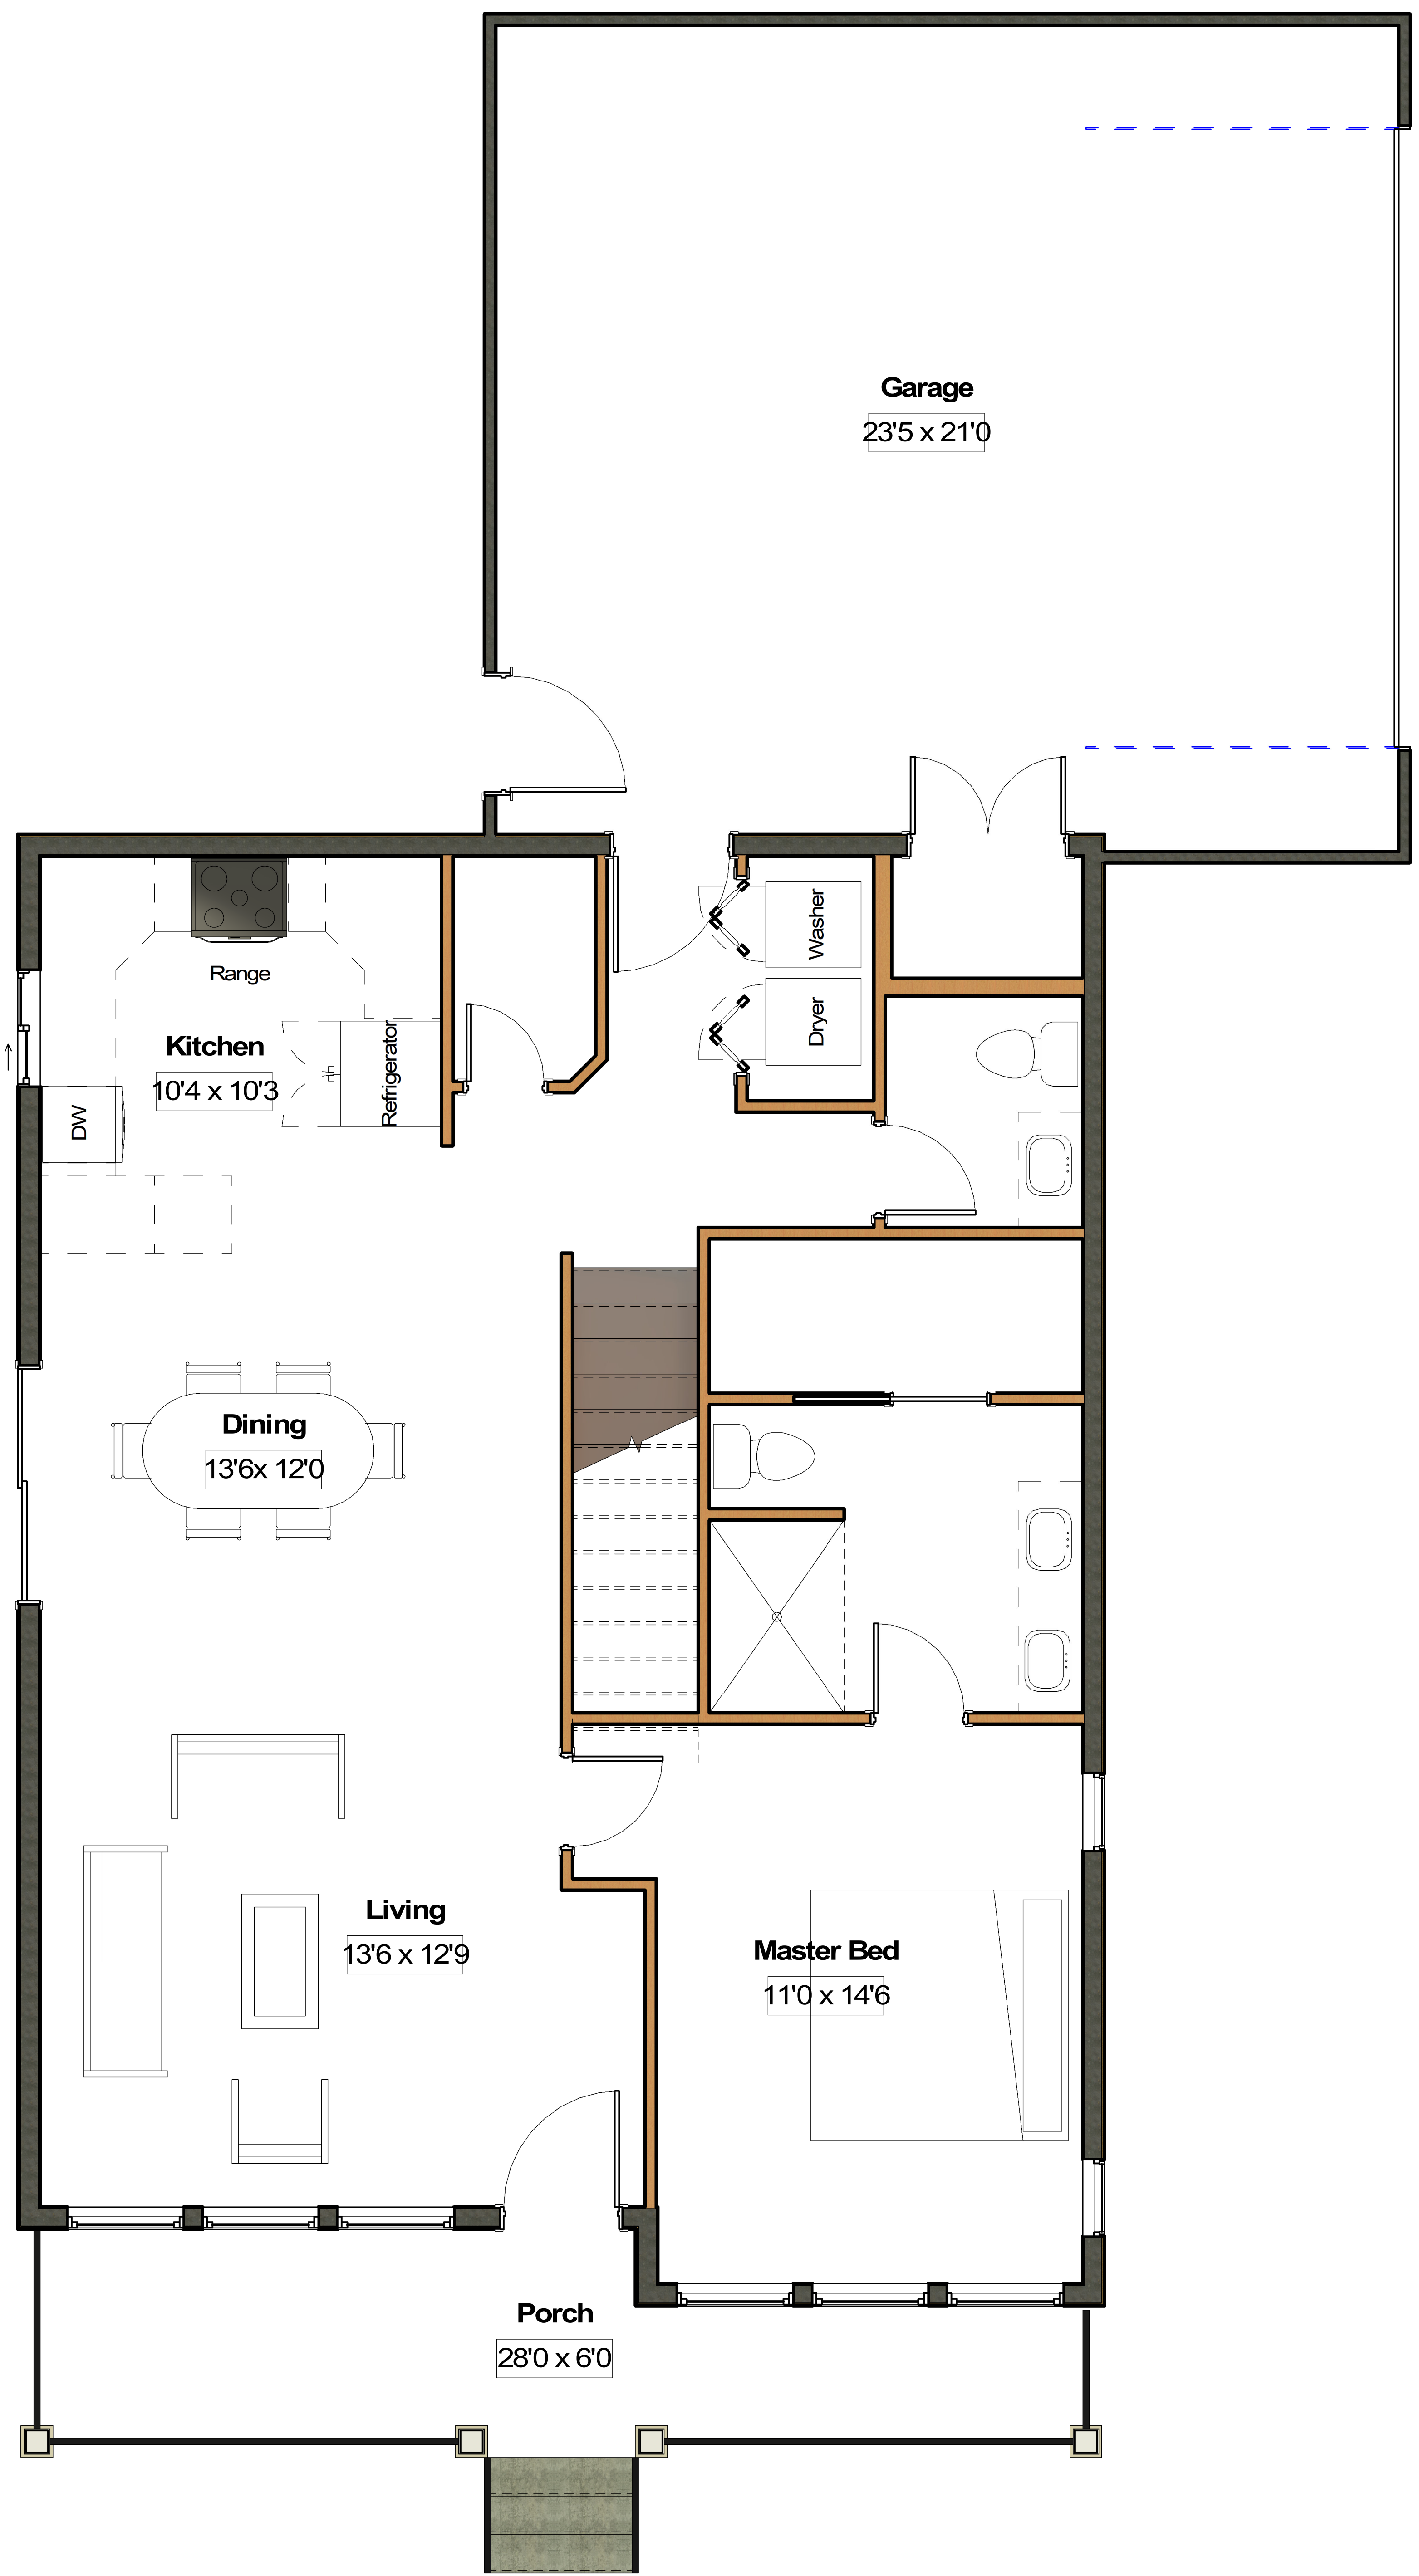 Garage
23'5 x 21'0
Washer
Range
Dryer
Kitchen
10'4 x 10'3
Refrigerator
DW
Dining
13'6x 12'0
Living
13'6 x 12'9
Master Bed
11'0 x 14'6
Porch
28'0 x 6'0